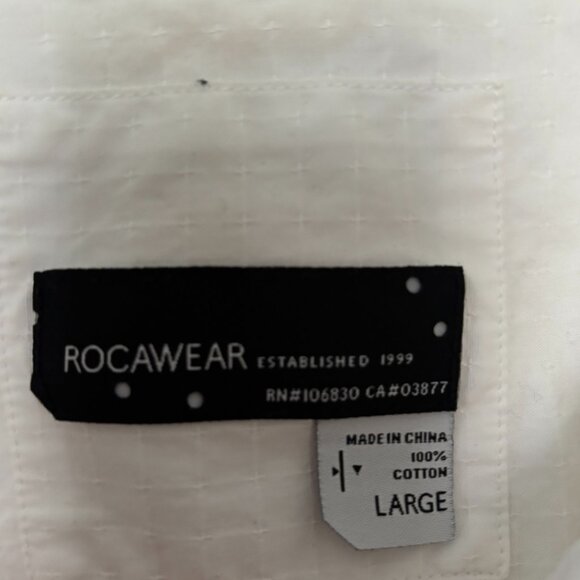 ROCAWEAR ESTABLISHED 1999
RN#106830 CA#03877
MADE IN CHINA
100%
COTTON
LARGE